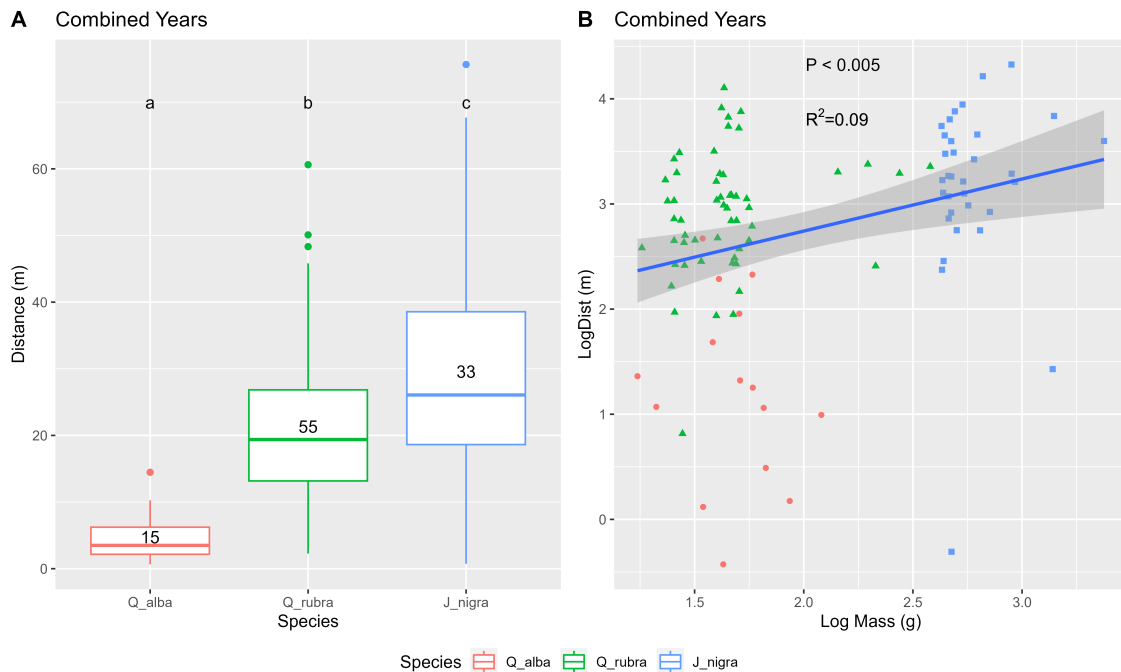 A Combined Years
Distance (m)
60
40
20
0
a b c
15
55
33
Q_alba Q_rubra J_nigra
Species
B Combined Years
LogDist (m)
4
3
2
1
0
P < 0.005
R²=0.09
1.5 2.0 2.5 3.0
Log Mass (g)
Species Q_alba Q_rubra J_nigra